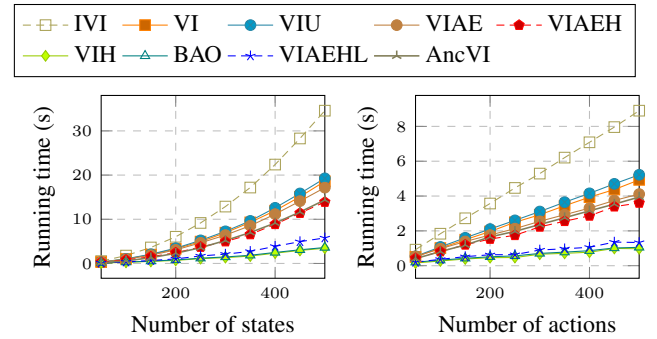 IVI VI VIU VIAE VIAEH
VIH BAO VIAEHL AncVI
Running time (s)
30
20
10
0
200 400
Number of states
Running time (s)
8
6
4
2
0
200 400
Number of actions